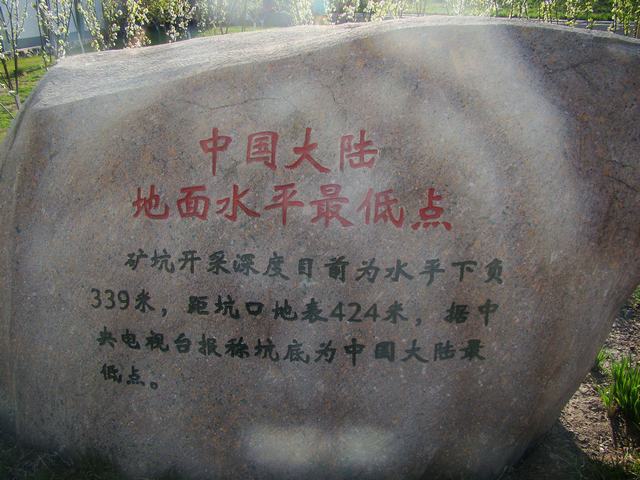 中国大陆
地面水平最低点
矿坑开采深度目前为水平下负
339米，距坑口地表424米，据中
央电视台报称坑底为中国大陆最
低点。